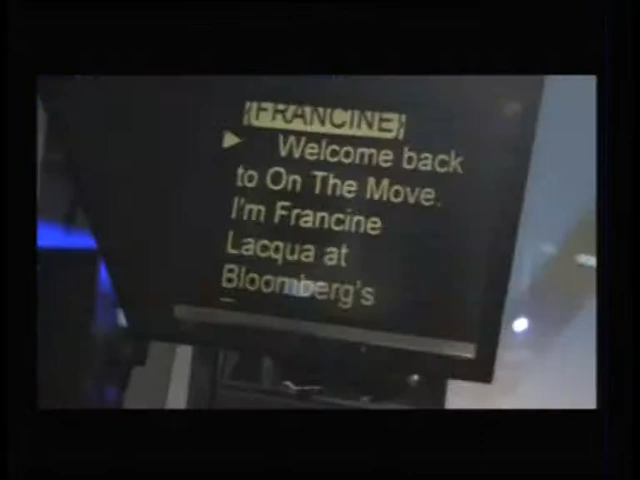 (FRANCINE)
Welcome back
to On The Move.
I'm Francine
Lacqua at
Bloomberg's